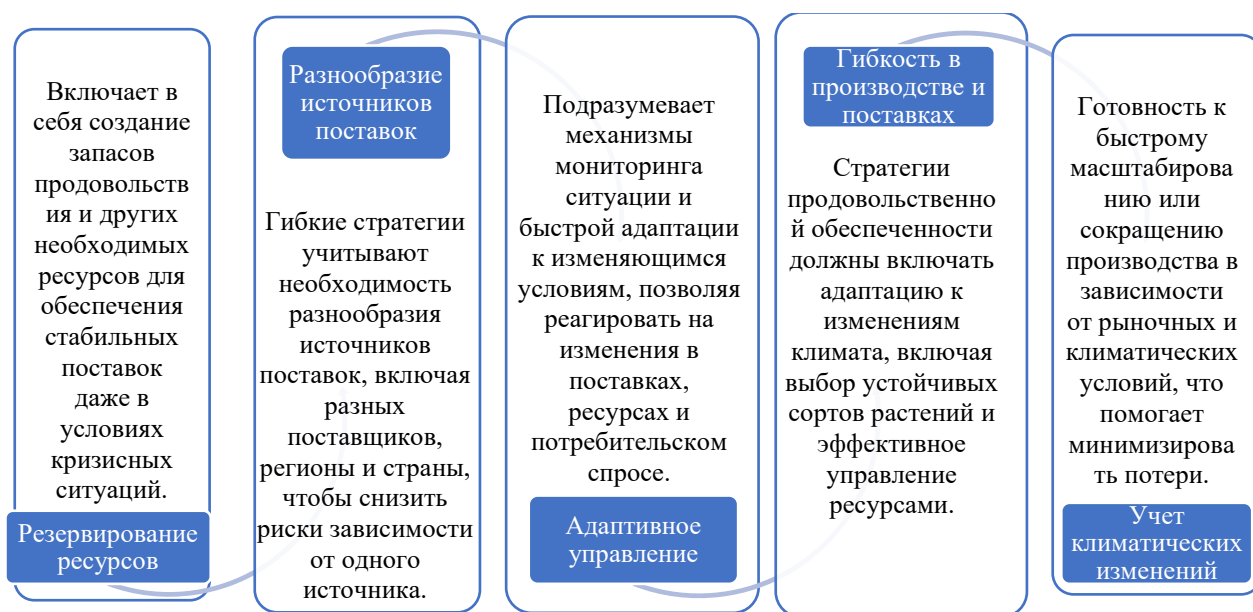 Включает в
себя создание
запасов
продовольств
ия и других
необходимых
ресурсов для
обеспечения
стабильных
поставок
даже в
условиях
кризисных
ситуаций.
Резервирование
ресурсов
Разнообразие
источников
поставок
Гибкие стратегии
учитывают
необходимость
разнообразия
источников
поставок, включая
разных
поставщиков,
регионы и страны,
чтобы снизить
риски зависимости
от одного
источника.
Подразумевает
механизмы
мониторинга
ситуации и
быстрой адаптации
к изменяющимся
условиям, позволяя
реагировать на
изменения в
поставках,
ресурсах и
потребительском
спросе.
Адаптивное
управление
Гибкость в
производстве и
поставках
Стратегии
продовольственно
й обеспеченности
должны включать
адаптацию к
изменениям
климата, включая
выбор устойчивых
сортов растений и
эффективное
управление
ресурсами.
Готовность к
быстрому
масштабирова
нию или
сокращению
производства в
зависимости
от рыночных и
климатических
условий, что
помогает
минимизирова
ть потери.
Учет
климатических
изменений